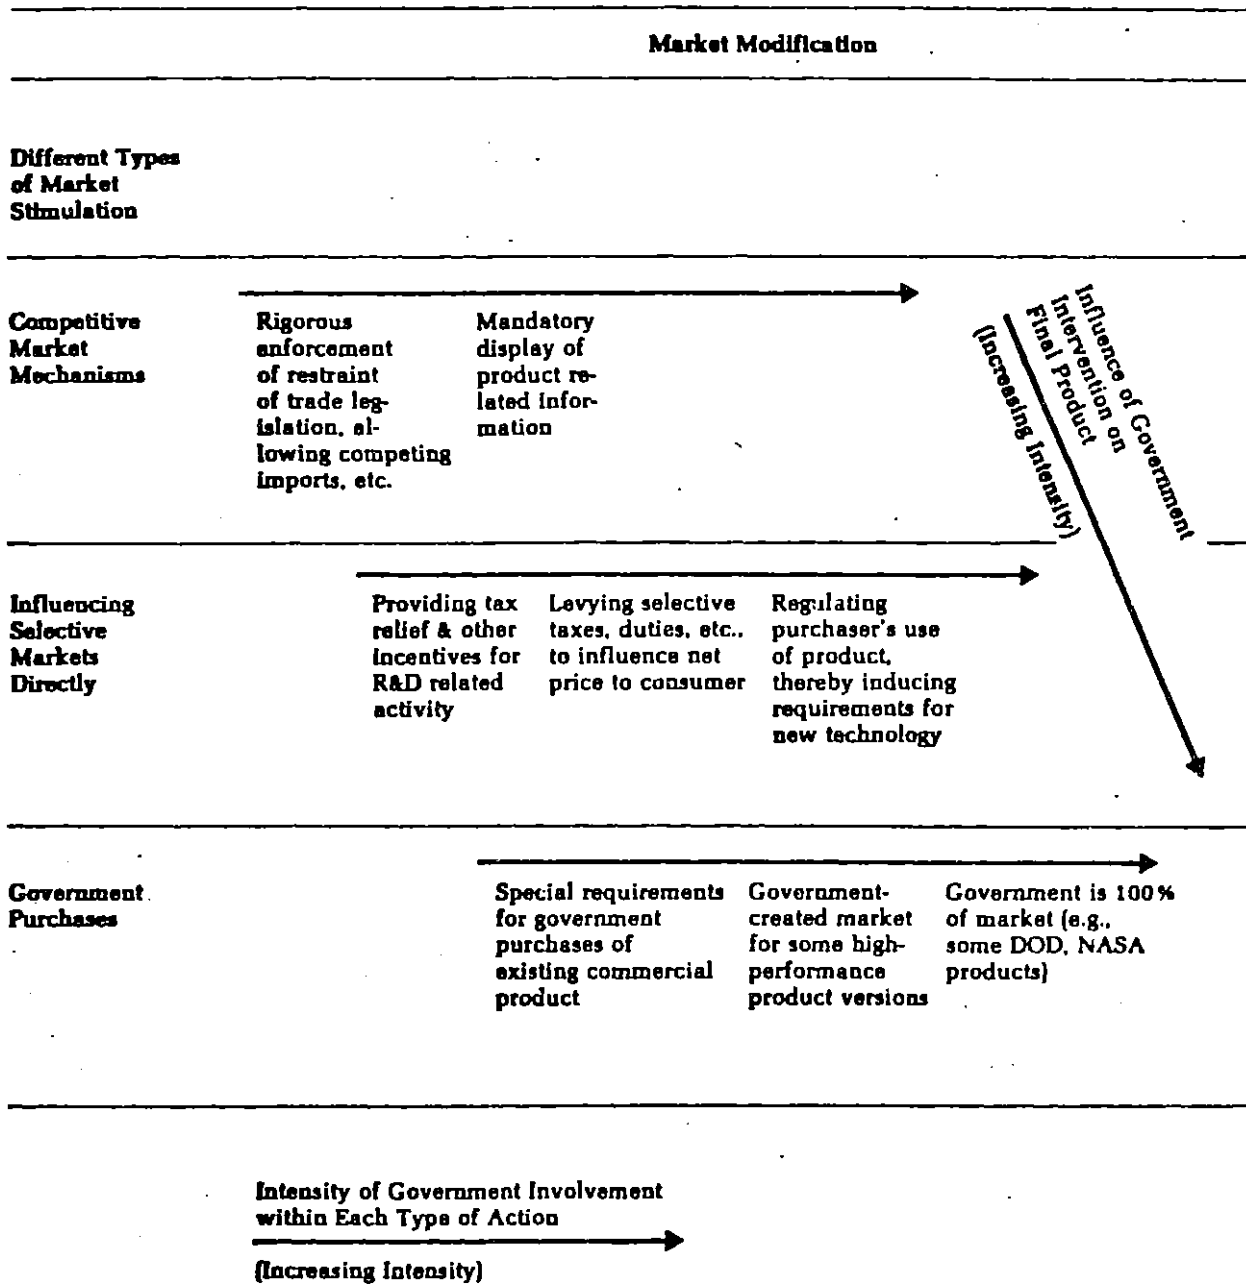 Market Modification
Different Types
of Market
Stimulation
Competitive
Market
Mechanisms
Rigorous
enforcement
of restraint
of trade leg-
islation, al-
lowing competing
imports, etc.
Mandatory
display of
product re-
lated infor-
mation
Influence of Government
Intervention on
Final Product
(Increasing Intensity)
Influencing
Selective
Markets
Directly
Providing tax
relief & other
incentives for
R&D related
activity
Levying selective
taxes, duties, etc.,
to influence net
price to consumer
Regulating
purchaser's use
of product,
thereby inducing
requirements for
new technology
Government
Purchases
Special requirements
for government
purchases of
existing commercial
product
Government-
created market
for some high-
performance
product versions
Government is 100%
of market (e.g.,
some DOD, NASA
products)
Intensity of Government Involvement
within Each Type of Action
(Increasing Intensity)